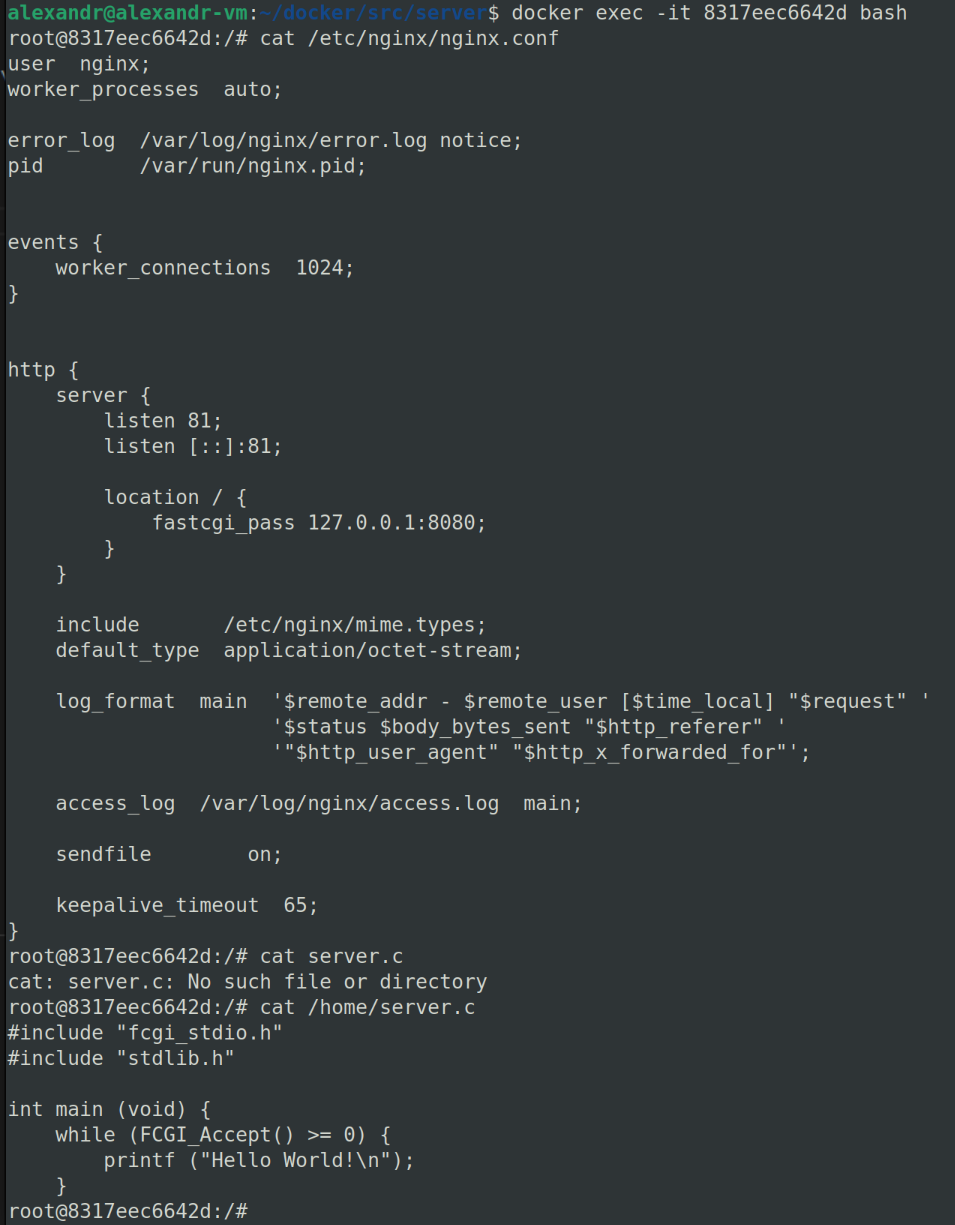 alexandr@alexandr-vm:~/docker/src/server$ docker exec -it 8317eec6642d bash
root@8317eec6642d:/# cat /etc/nginx/nginx.conf
user  nginx;
worker_processes  auto;

error_log  /var/log/nginx/error.log notice;
pid        /var/run/nginx.pid;


events {
    worker_connections  1024;
}


http {
    server {
        listen 81;
        listen [::]:81;

        location / {
            fastcgi_pass 127.0.0.1:8080;
        }
    }

    include       /etc/nginx/mime.types;
    default_type  application/octet-stream;

    log_format  main  '$remote_addr - $remote_user [$time_local] "$request" '
                      '$status $body_bytes_sent "$http_referer" '
                      '"$http_user_agent" "$http_x_forwarded_for"';

    access_log  /var/log/nginx/access.log  main;

    sendfile        on;

    keepalive_timeout  65;
}
root@8317eec6642d:/# cat server.c
cat: server.c: No such file or directory
root@8317eec6642d:/# cat /home/server.c
#include "fcgi_stdio.h"
#include "stdlib.h"

int main (void) {
    while (FCGI_Accept() >= 0) {
        printf ("Hello World!\n");
    }
root@8317eec6642d:/#